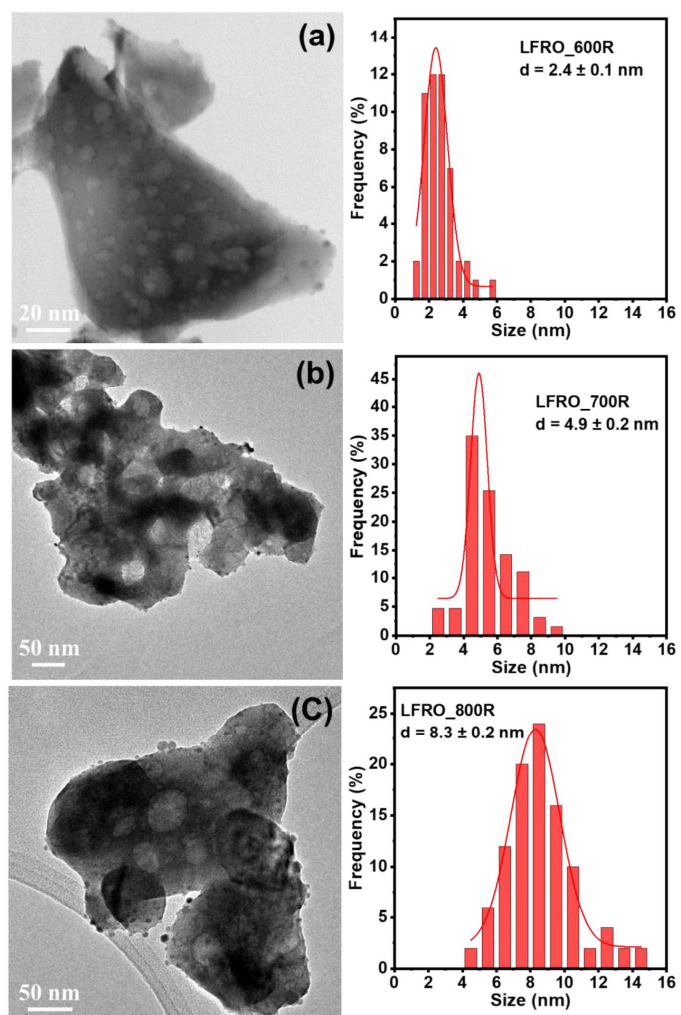 (a)
20 nm
LFRO_600R
d = 2.4 ± 0.1 nm
Frequency (%)
14
12
10
8
6
4
2
0
0 2 4 6 8 10 12 14 16
Size (nm)
(b)
50 nm
LFRO_700R
d = 4.9 ± 0.2 nm
Frequency (%)
45
40
35
30
25
20
15
10
5
0
0 2 4 6 8 10 12 14 16
Size (nm)
(C)
50 nm
LFRO_800R
d = 8.3 ± 0.2 nm
Frequency (%)
25
20
15
10
5
0
0 2 4 6 8 10 12 14 16
Size (nm)